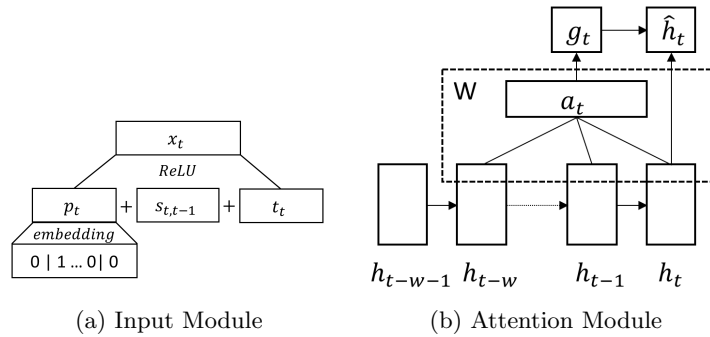 x_t
ReLU
p_t + s_{t,t−1} + t_t
embedding
0 | 1 ... 0| 0
(a) Input Module
g_t ĥ_t
W
a_t
h_{t−w−1} h_{t−w} h_{t−1} h_t
(b) Attention Module